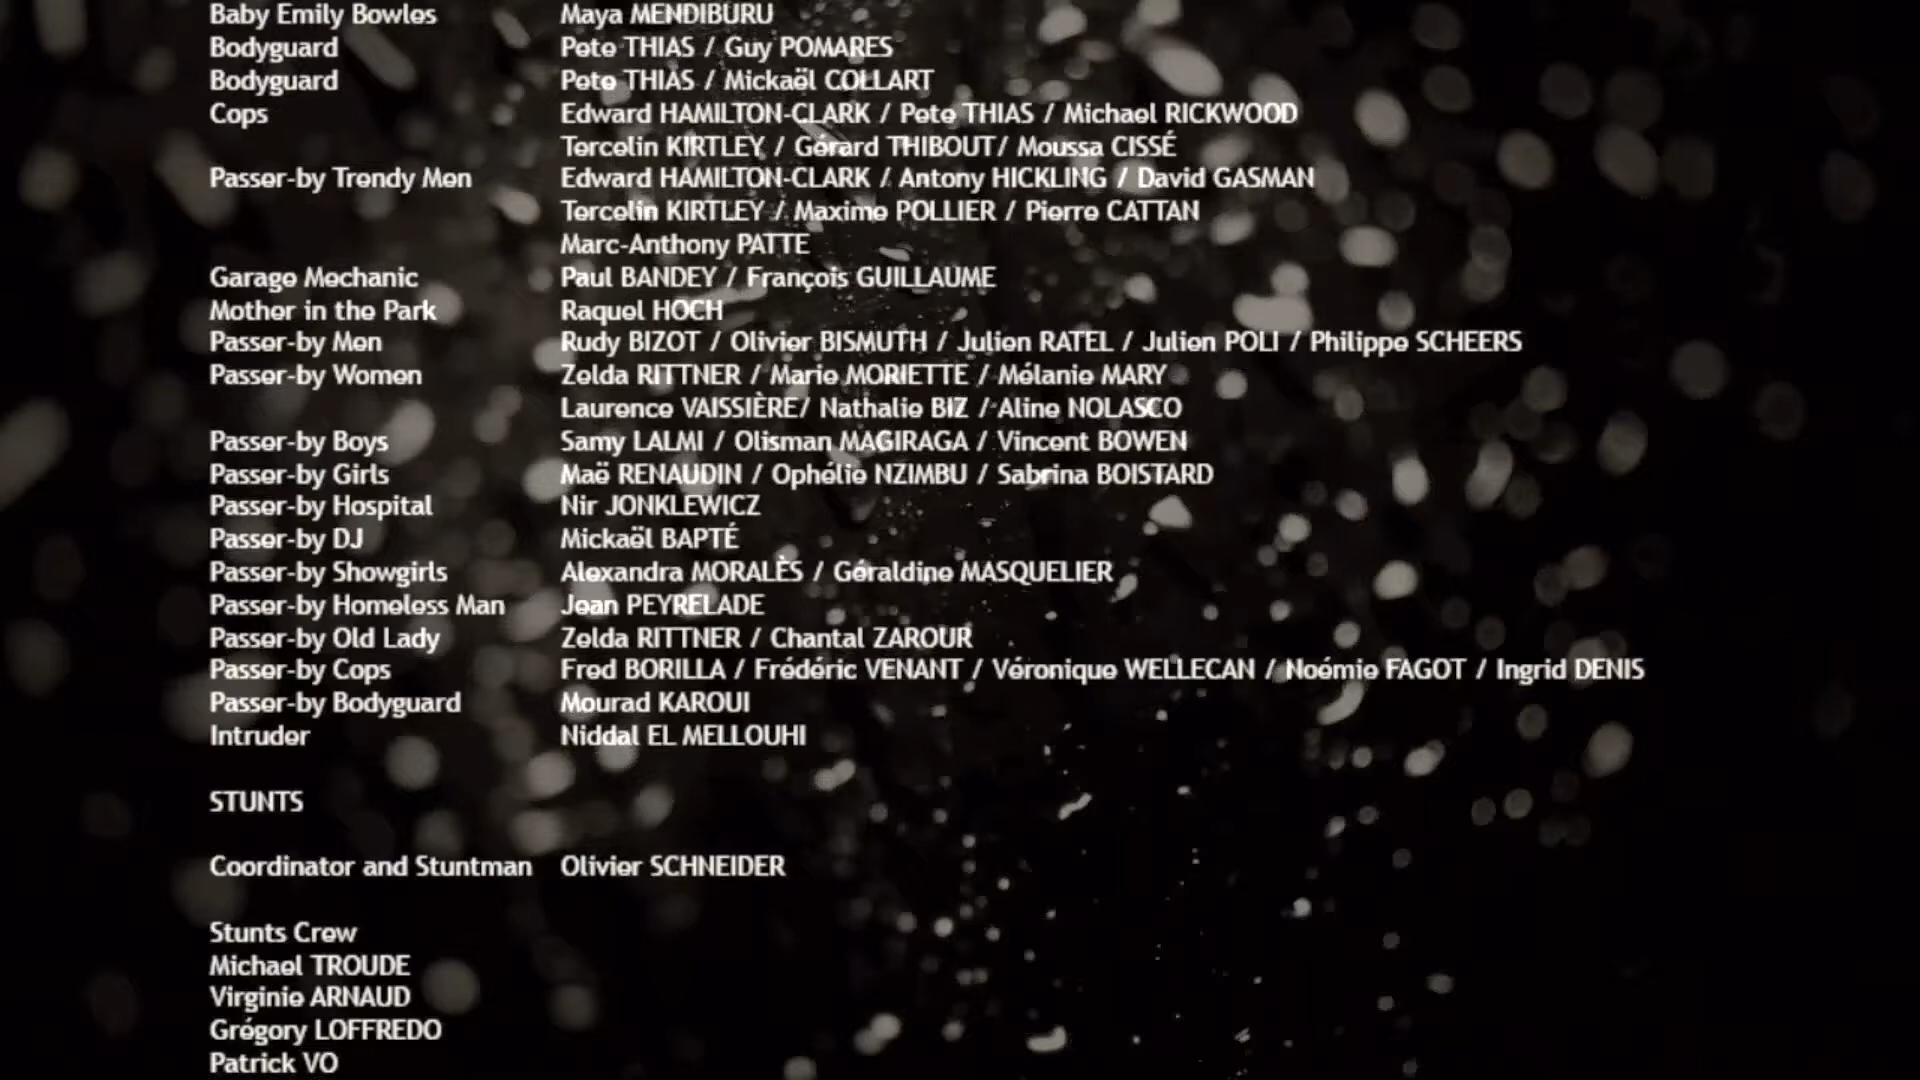 Baby Emily Bowles Maya MENDIBURU
Bodyguard Pete THIAS / Guy POMARES
Bodyguard Pete THIAS / Mickaël COLLART
Cops Edward HAMILTON-CLARK / Pete THIAS / Michael RICKWOOD
Tercelin KIRTLEY / Gérard THIBOUT/ Moussa CISSÉ
Passer-by Trendy Men Edward HAMILTON-CLARK / Antony HICKLING / David GASMAN
Tercelin KIRTLEY / Maxime POLLIER / Pierre CATTAN
Marc-Anthony PATTE
Garage Mechanic Paul BANDEY / François GUILLAUME
Mother in the Park Raquel HOCH
Passer-by Men Rudy BIZOT / Olivier BISMUTH / Julien RATEL / Julien POLI / Philippe SCHEERS
Passer-by Women Zelda RITTNER / Marie MORIETTE / Mélanie MARY
Laurence VAISSIÈRE/ Nathalie BIZ / Aline NOLASCO
Passer-by Boys Samy LALMI / Olisman MAGIRAGA / Vincent BOWEN
Passer-by Girls Maë RENAUDIN / Ophélie NZIMBU / Sabrina BOISTARD
Passer-by Hospital Nir JONKLEWICZ
Passer-by DJ Mickaël BAPTÉ
Passer-by Showgirls Alexandra MORALÈS / Géraldine MASQUELIER
Passer-by Homeless Man Jean PEYRELADE
Passer-by Old Lady Zelda RITTNER / Chantal ZAROUR
Passer-by Cops Fred BORILLA / Frédéric VENANT / Véronique WELLECAN / Noémie FAGOT / Ingrid DENIS
Passer-by Bodyguard Mourad KAROUI
Intruder Niddal EL MELLOUHI
STUNTS
Coordinator and Stuntman Olivier SCHNEIDER
Stunts Crew
Michael TROUDE
Virginie ARNAUD
Grégory LOFFREDO
Patrick VO